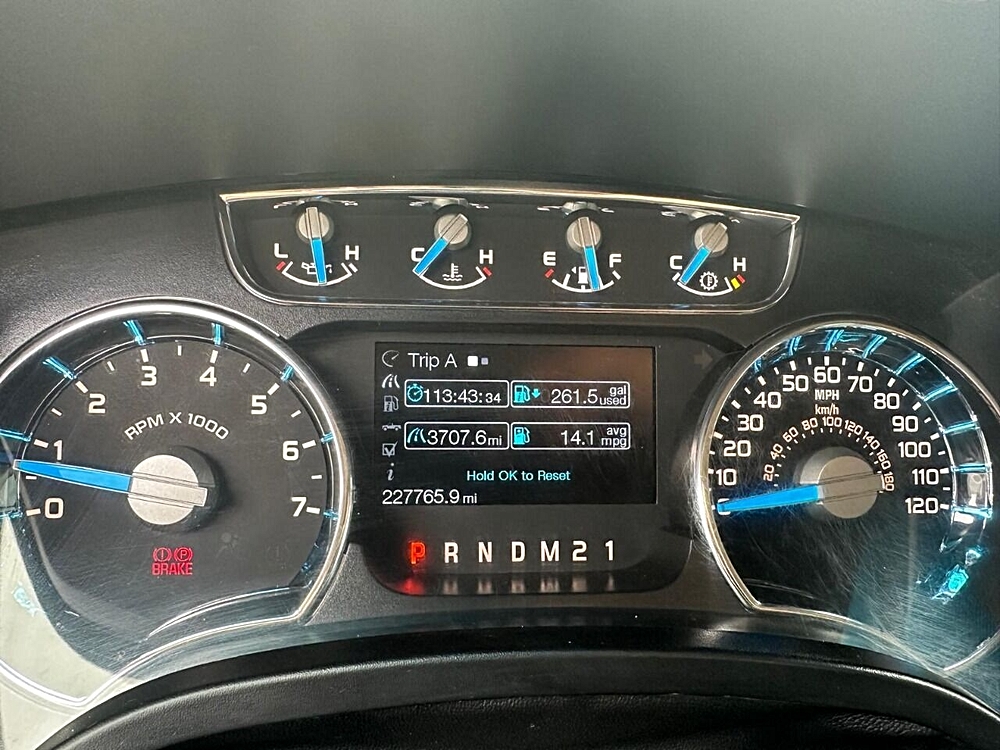 L H
C H
E F
C H
0 1 2 3 4 5 6 7
RPM X 1000
BRAKE
Trip A
113:43:34
261.5 gal used
3707.6 mi
14.1 avg mpg
Hold OK to Reset
227765.9 mi
P R N D M 2 1
10 20 30 40 50 60 70 80 90 100 110 120
MPH
km/h
20 40 60 80 100 120 140 160 180